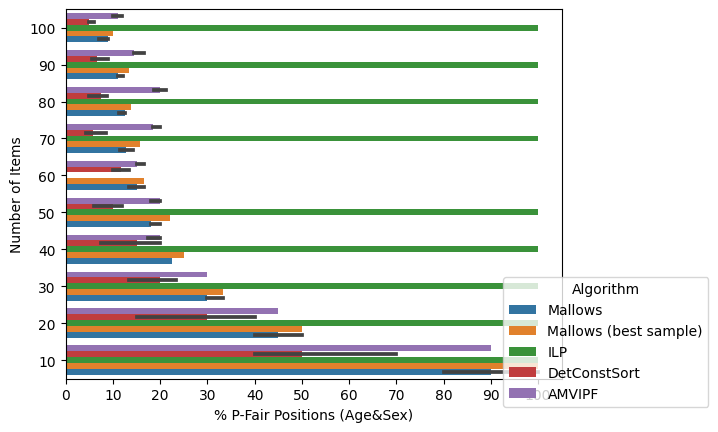 100
90
80
70
60
50
40
30
20
10
Number of Items
0 10 20 30 40 50 60 70 80 90 100
% P-Fair Positions (Age&Sex)
Algorithm
Mallows
Mallows (best sample)
ILP
DetConstSort
AMVIPF